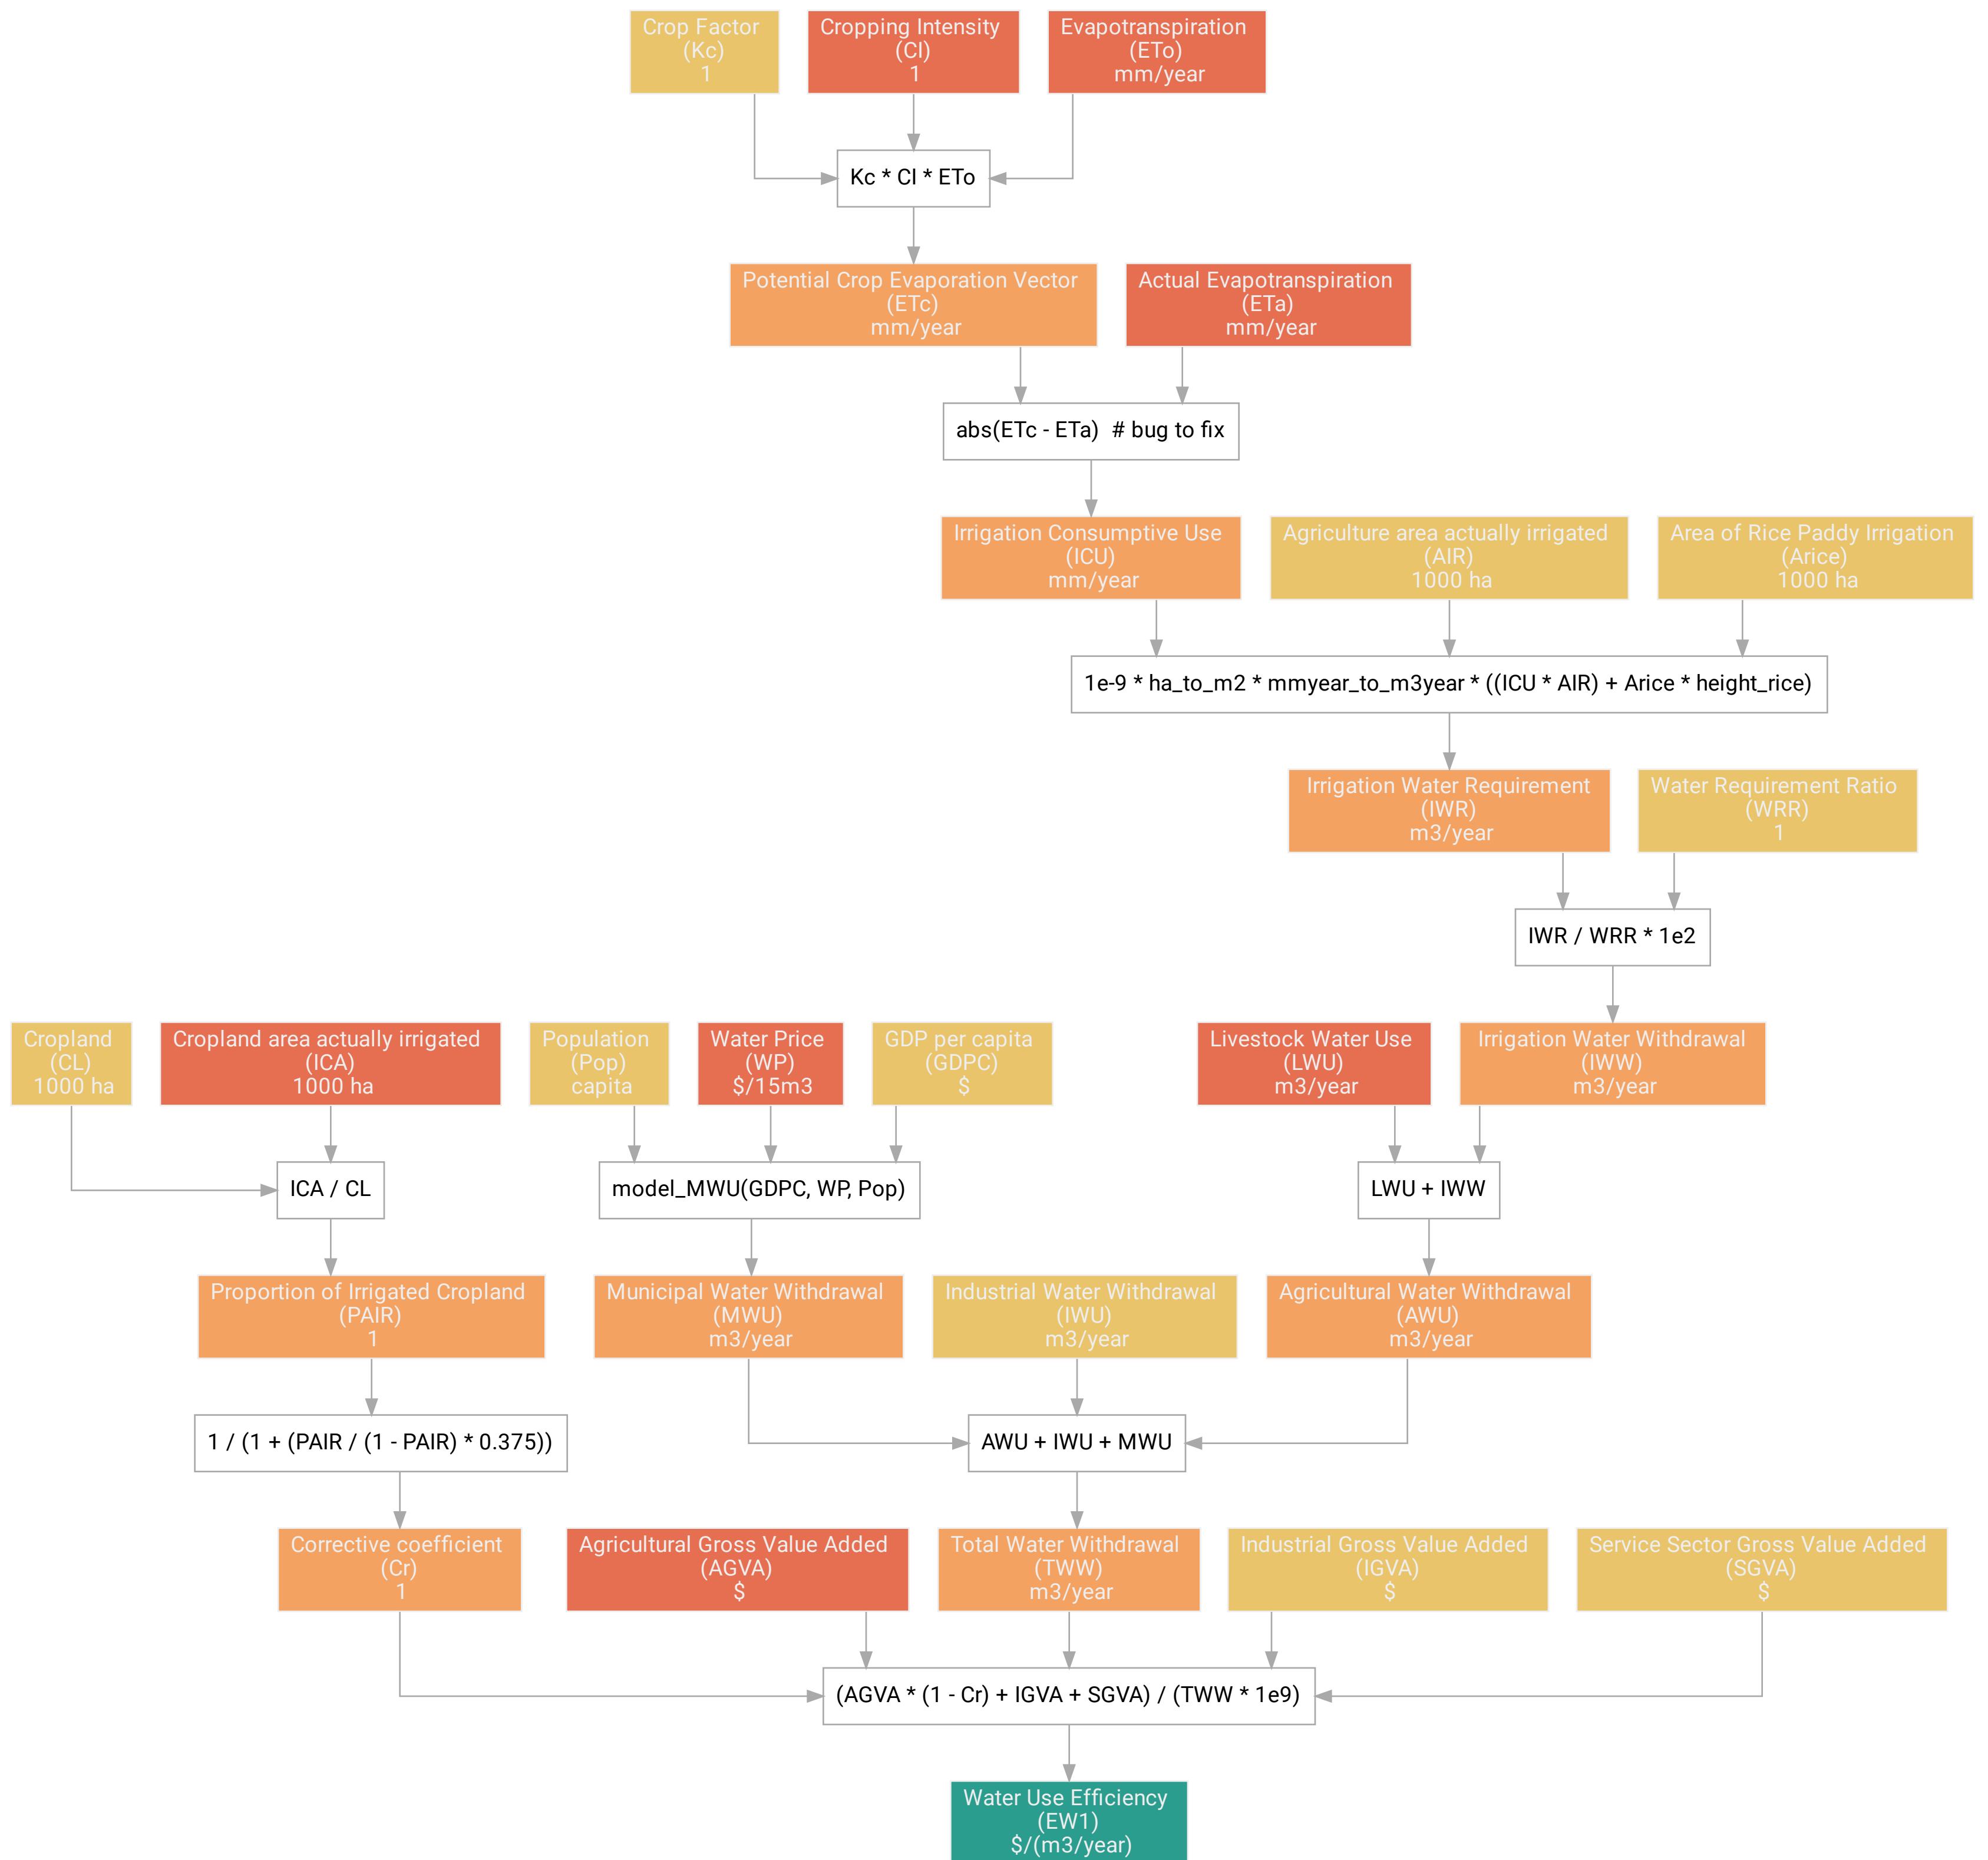 Crop Factor
(Kc)
1
Cropping Intensity
(CI)
1
Evapotranspiration
(ETo)
mm/year
Kc * CI * ETo
Potential Crop Evaporation Vector
(ETc)
mm/year
Actual Evapotranspiration
(ETa)
mm/year
abs(ETc - ETa)  # bug to fix
Irrigation Consumptive Use
(ICU)
mm/year
Agriculture area actually irrigated
(AIR)
1000 ha
Area of Rice Paddy Irrigation
(Arice)
1000 ha
1e-9 * ha_to_m2 * mmyear_to_m3year * ((ICU * AIR) + Arice * height_rice)
Irrigation Water Requirement
(IWR)
m3/year
Water Requirement Ratio
(WRR)
1
IWR / WRR * 1e2
Cropland
(CL)
1000 ha
Cropland area actually irrigated
(ICA)
1000 ha
Population
(Pop)
capita
Water Price
(WP)
$/15m3
GDP per capita
(GDPC)
$
Livestock Water Use
(LWU)
m3/year
Irrigation Water Withdrawal
(IWW)
m3/year
ICA / CL
model_MWU(GDPC, WP, Pop)
LWU + IWW
Proportion of Irrigated Cropland
(PAIR)
1
Municipal Water Withdrawal
(MWU)
m3/year
Industrial Water Withdrawal
(IWU)
m3/year
Agricultural Water Withdrawal
(AWU)
m3/year
1 / (1 + (PAIR / (1 - PAIR) * 0.375))
AWU + IWU + MWU
Corrective coefficient
(Cr)
1
Agricultural Gross Value Added
(AGVA)
$
Total Water Withdrawal
(TWW)
m3/year
Industrial Gross Value Added
(IGVA)
$
Service Sector Gross Value Added
(SGVA)
$
(AGVA * (1 - Cr) + IGVA + SGVA) / (TWW * 1e9)
Water Use Efficiency
(EW1)
$/(m3/year)